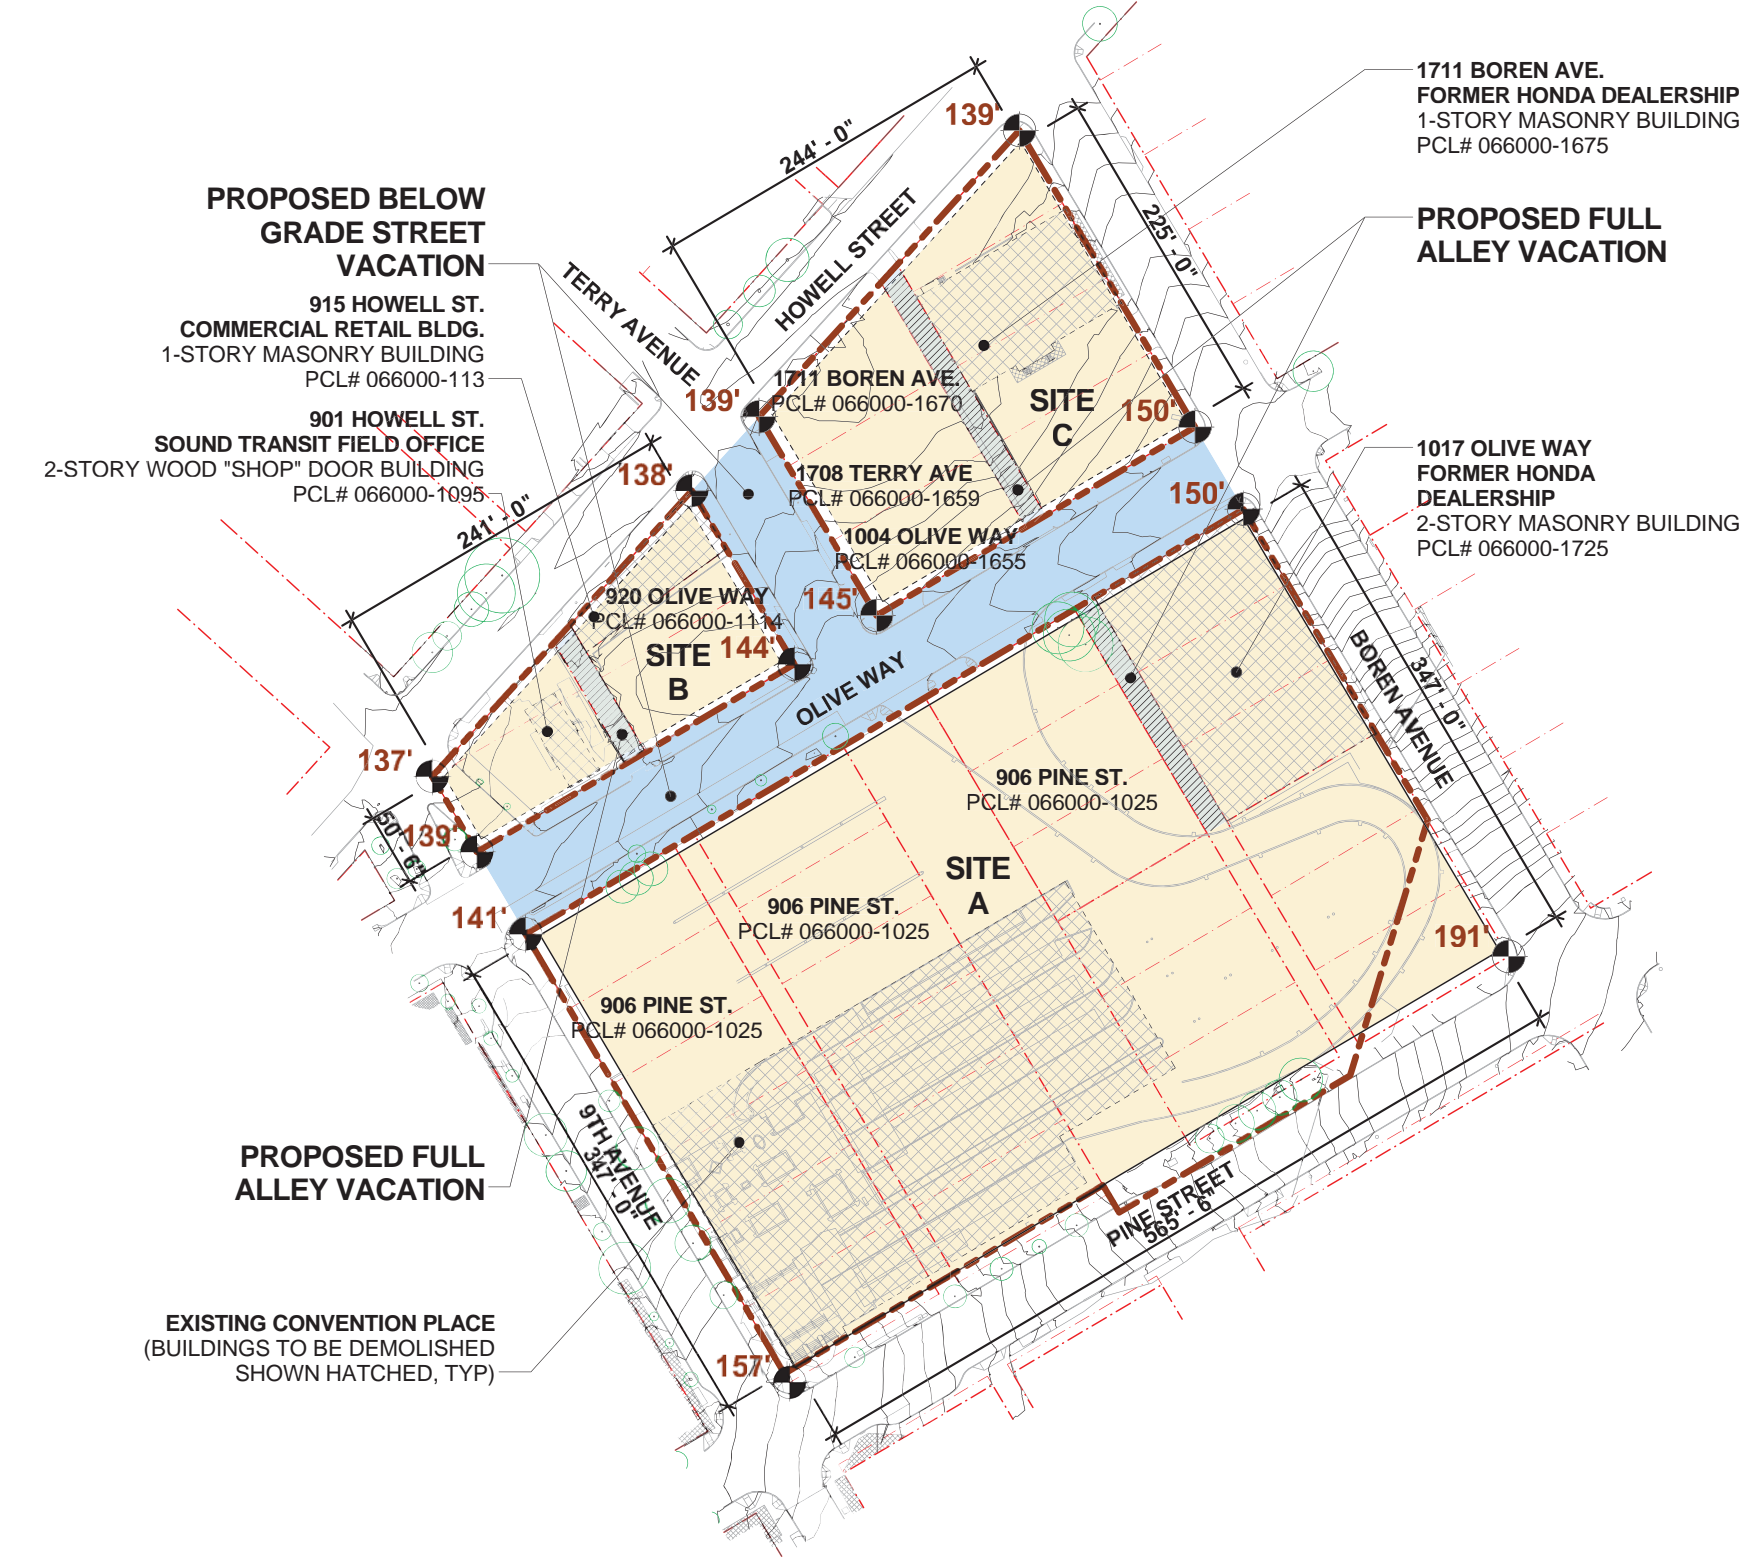 139'
244' - 0"
1711 BOREN AVE.
FORMER HONDA DEALERSHIP
1-STORY MASONRY BUILDING
PCL# 066000-1675
PROPOSED BELOW
GRADE STREET
VACATION
HOWELL STREET
225' - 0"
PROPOSED FULL
ALLEY VACATION
TERRY AVENUE
915 HOWELL ST.
COMMERCIAL RETAIL BLDG.
1-STORY MASONRY BUILDING
PCL# 066000-113
1711 BOREN AVE.
PCL# 066000-1670
139'
SITE
C
150'
901 HOWELL ST.
SOUND TRANSIT FIELD OFFICE
2-STORY WOOD "SHOP" DOOR BUILDING
PCL# 066000-1095
138'
1708 TERRY AVE
PCL# 066000-1659
150'
1017 OLIVE WAY
FORMER HONDA
DEALERSHIP
2-STORY MASONRY BUILDING
PCL# 066000-1725
241' - 0"
1004 OLIVE WAY
PCL# 066000-1655
920 OLIVE WAY
PCL# 066000-1114
145'
144'
SITE
B
OLIVE WAY
BOREN AVENUE
347' - 0"
137'
906 PINE ST.
PCL# 066000-1025
50' - 6"
139'
SITE
A
141'
906 PINE ST.
PCL# 066000-1025
191'
906 PINE ST.
PCL# 066000-1025
9TH AVENUE
347' - 0"
PROPOSED FULL
ALLEY VACATION
PINE STREET
565' - 6"
EXISTING CONVENTION PLACE
(BUILDINGS TO BE DEMOLISHED
SHOWN HATCHED, TYP)
157'